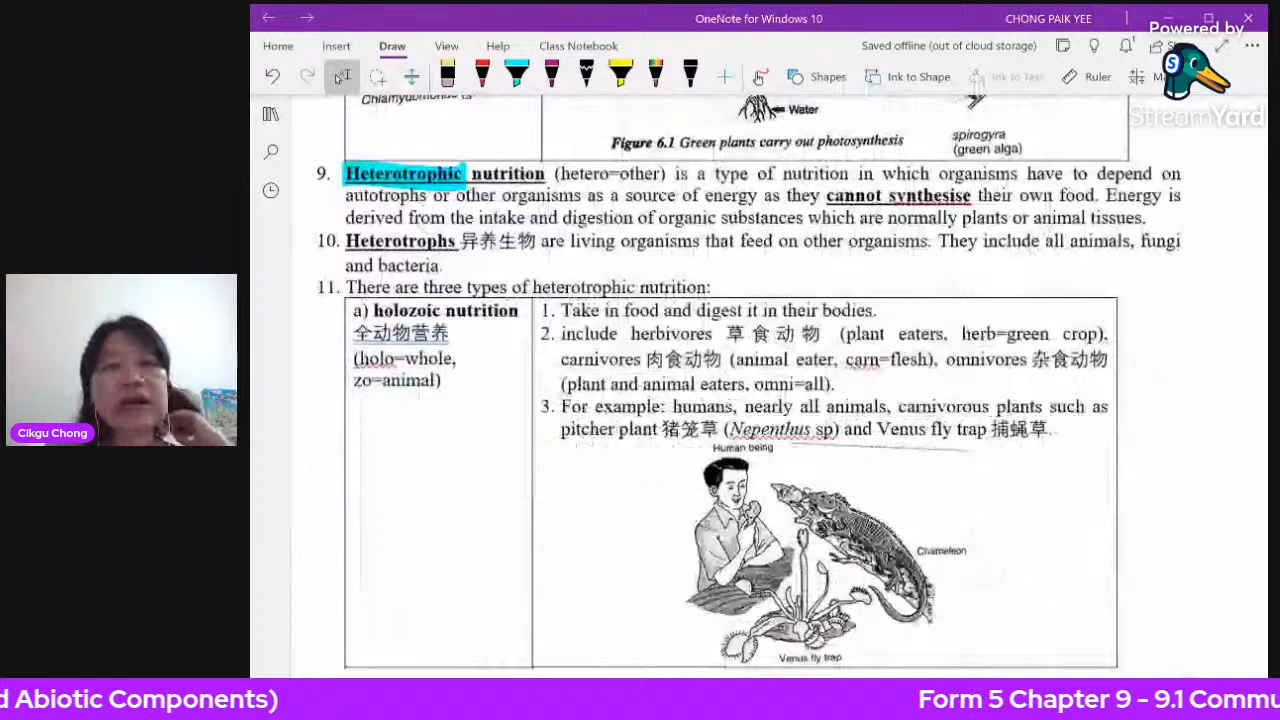 OneNote for Windows 10
CHONG PAIK YEE
Powered by
Home Insert Draw View Help Class Notebook
Saved offline (out of cloud storage)
Shapes Ink to Shape Ink to Text Ruler
StreamYard
Water
Figure 6.1 Green plants carry out photosynthesis
spirogyra
(green alga)
9. Heterotrophic nutrition (hetero=other) is a type of nutrition in which organisms have to depend on
autotrophs or other organisms as a source of energy as they cannot synthesise their own food. Energy is
derived from the intake and digestion of organic substances which are normally plants or animal tissues.
10. Heterotrophs 异养生物 are living organisms that feed on other organisms. They include all animals, fungi
and bacteria.
11. There are three types of heterotrophic nutrition:
a) holozoic nutrition
全动物营养
(holo=whole,
zo=animal)
1. Take in food and digest it in their bodies.
2. include herbivores 草食动物 (plant eaters, herb=green crop),
carnivores 肉食动物 (animal eater, carn=flesh), omnivores 杂食动物
(plant and animal eaters, omni=all).
3. For example: humans, nearly all animals, carnivorous plants such as
pitcher plant 猪笼草 (Nepenthus sp) and Venus fly trap 捕蝇草.
Human being
Chameleon
Venus fly trap
Cikgu Chong
d Abiotic Components)
Form 5 Chapter 9 - 9.1 Commu